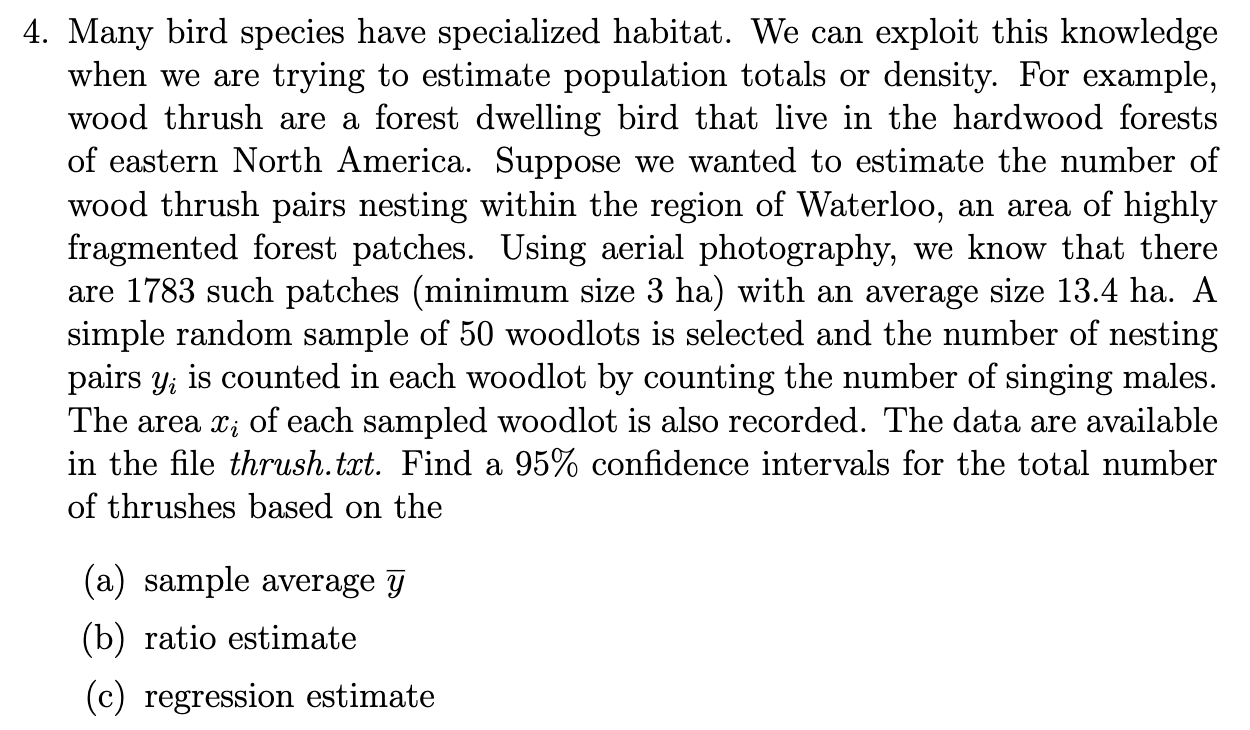 4. Many bird species have specialized habitat. We can exploit this knowledge
when we are trying to estimate population totals or density. For example,
wood thrush are a forest dwelling bird that live in the hardwood forests
of eastern North America. Suppose we wanted to estimate the number of
wood thrush pairs nesting within the region of Waterloo, an area of highly
fragmented forest patches. Using aerial photography, we know that there
are 1783 such patches (minimum size 3 ha) with an average size 13.4 ha. A
simple random sample of 50 woodlots is selected and the number of nesting
pairs yᵢ is counted in each woodlot by counting the number of singing males.
The area xᵢ of each sampled woodlot is also recorded. The data are available
in the file thrush.txt. Find a 95% confidence intervals for the total number
of thrushes based on the
(a) sample average y̅
(b) ratio estimate
(c) regression estimate